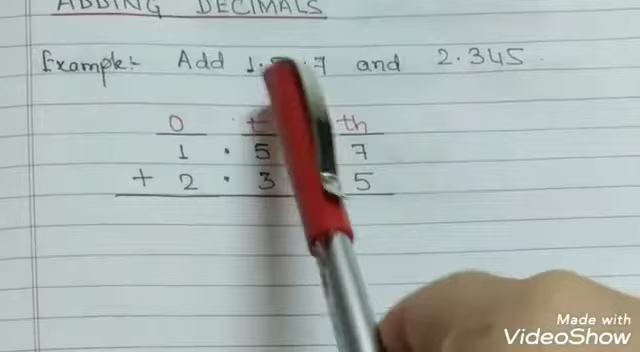 ADDING DECIMALS
Example:- Add and 2.345
O . t th
1 . 5 7
+ 2 . 3 5
Made with
VideoShow